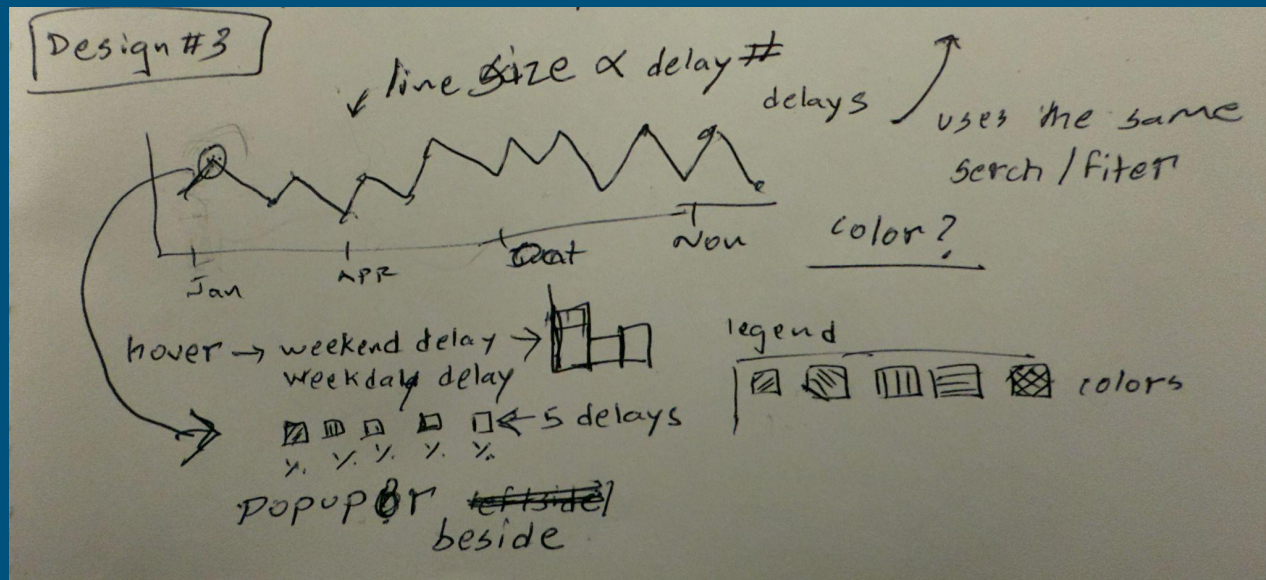 Design #3
line size ∝ delay #
delays
uses the same
serch / fiter
color?
Jan
APR
Nov
hover → weekend delay →
weekday delay
legend
colors
← 5 delays
%. %. %. %. %.
popup Or
beside